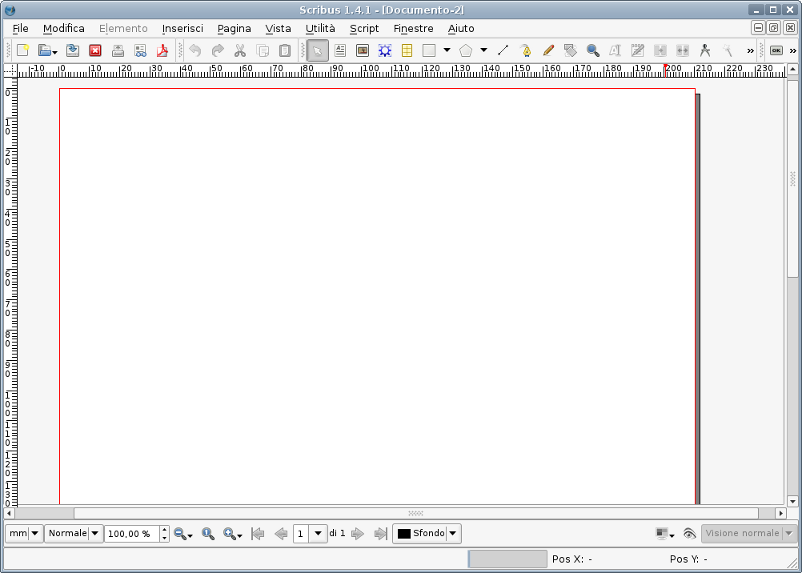 Scribus 1.4.1 - [Documento-2]
File Modifica Elemento Inserisci Pagina Vista Utilità Script Finestre Aiuto
OK
-10 0 10 20 30 40 50 60 70 80 90 100 110 120 130 140 150 160 170 180 190 200 210 220 230
0
10
20
30
40
50
60
70
80
90
100
110
120
130
mm Normale 100,00 % 1 di 1 Sfondo Visione normale
Pos X: - Pos Y: -